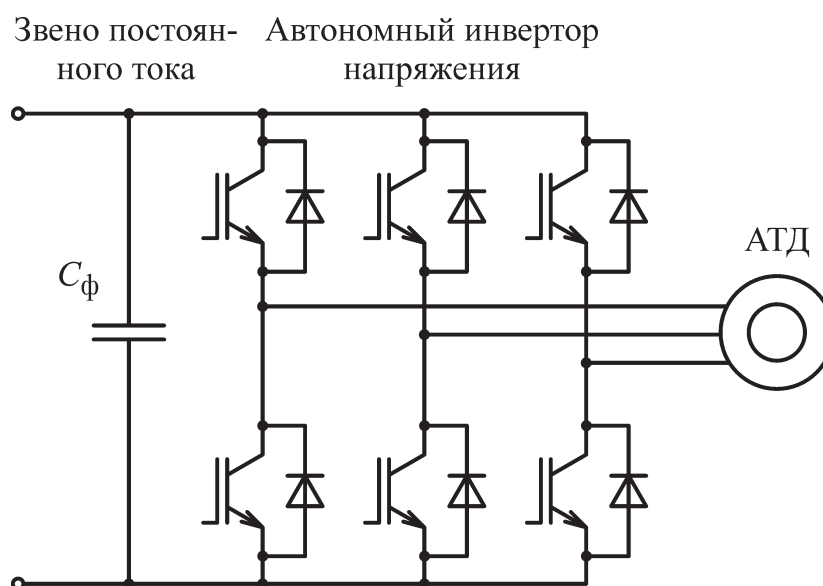 Звено постоян-
ного тока
Автономный инвертор
напряжения
АТД
Cф